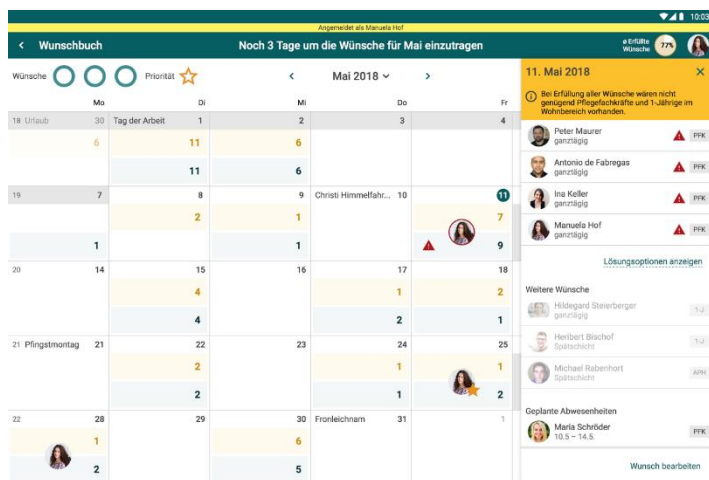 10:03
Angemeldet als Manuela Hof
Wunschbuch
Noch 3 Tage um die Wünsche für Mai einzutragen
ø Erfüllte
Wünsche
77%
Wünsche
Priorität
Mai 2018
Mo Di Mi Do Fr
18 Urlaub 30 Tag der Arbeit 1 2 3 4
6 11 6
11 6
19 7 8 9 Christi Himmelfahr... 10 11
2 1 7
1 1 9
20 14 15 16 17 18
4 1 2
4 2 1
21 Pfingstmontag 21 22 23 24 25
2 1 1
2 1 2
22 28 29 30 Fronleichnam 31 1
1 6
2 5
11. Mai 2018
Bei Erfüllung aller Wünsche wären nicht
genügend Pflegefachkräfte und 1-Jährige im
Wohnbereich vorhanden.
Peter Maurer
ganztägig
PFK
Antonio de Fabregas
ganztägig
PFK
Ina Keller
ganztägig
PFK
Manuela Hof
ganztägig
PFK
Lösungsoptionen anzeigen
Weitere Wünsche
Hildegard Steierberger
ganztägig
1-J
Heribert Bischof
Spätschicht
1-J
Michael Rabenhort
Spätschicht
APH
Geplante Abwesenheiten
Maria Schröder
10.5 – 14.5.
PFK
Wunsch bearbeiten